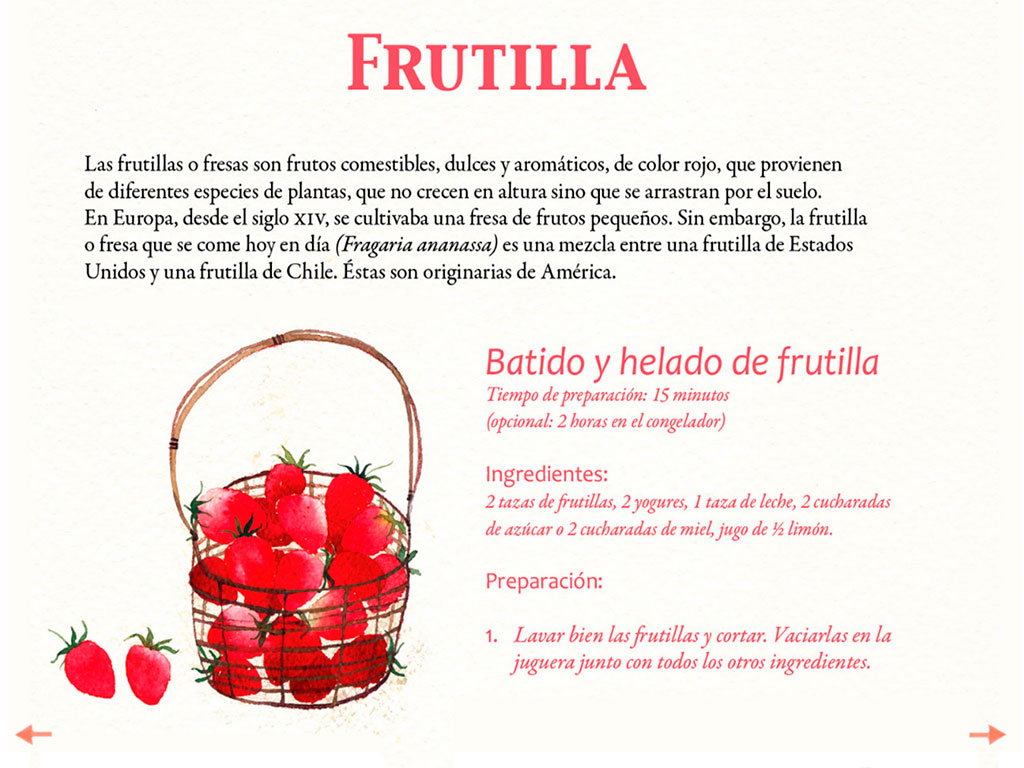 FRUTILLA
Las frutillas o fresas son frutos comestibles, dulces y aromáticos, de color rojo, que provienen
de diferentes especies de plantas, que no crecen en altura sino que se arrastran por el suelo.
En Europa, desde el siglo XIV, se cultivaba una fresa de frutos pequeños. Sin embargo, la frutilla
o fresa que se come hoy en día (Fragaria ananassa) es una mezcla entre una frutilla de Estados
Unidos y una frutilla de Chile. Éstas son originarias de América.
Batido y helado de frutilla
Tiempo de preparación: 15 minutos
(opcional: 2 horas en el congelador)
Ingredientes:
2 tazas de frutillas, 2 yogures, 1 taza de leche, 2 cucharadas
de azúcar o 2 cucharadas de miel, jugo de ½ limón.
Preparación:
1. Lavar bien las frutillas y cortar. Vaciarlas en la
juguera junto con todos los otros ingredientes.